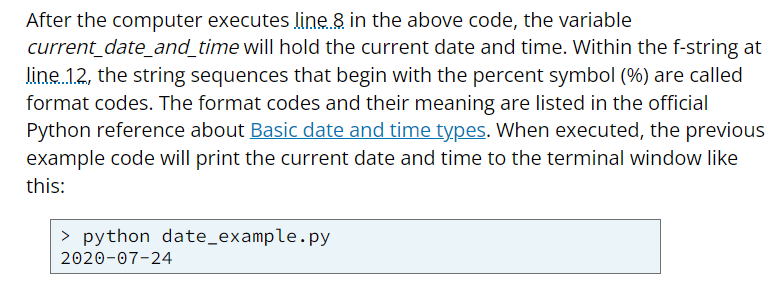 After the computer executes line 8 in the above code, the variable
current_date_and_time will hold the current date and time. Within the f-string at
line 12, the string sequences that begin with the percent symbol (%) are called
format codes. The format codes and their meaning are listed in the official
Python reference about Basic date and time types. When executed, the previous
example code will print the current date and time to the terminal window like
this:
> python date_example.py
2020-07-24